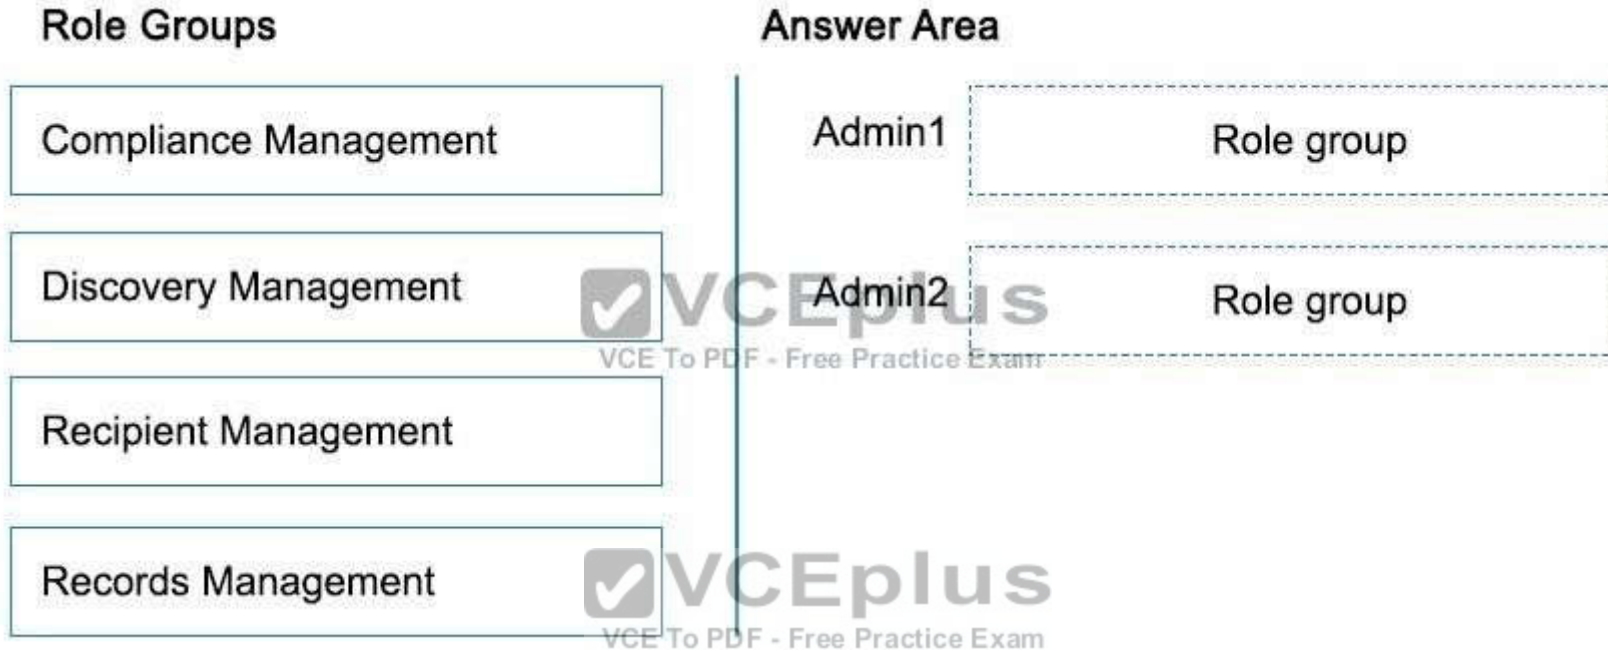 Role Groups
Compliance Management
Discovery Management
Recipient Management
Records Management
Answer Area
Admin1
Role group
Admin2
Role group
VCEplus
VCE To PDF - Free Practice Exam
VCEplus
VCE To PDF - Free Practice Exam